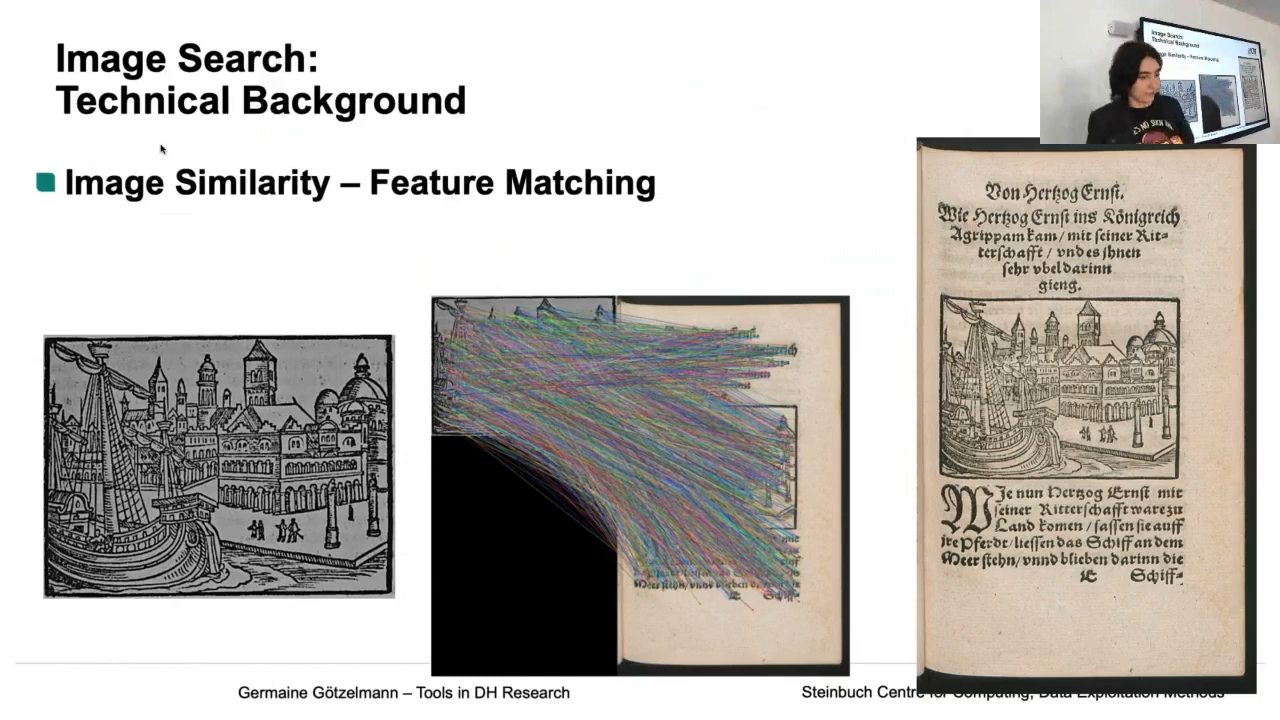 Image Search:
Technical Background
Image Similarity – Feature Matching
Von Hertzog Ernst.
Wie Hertzog Ernst ins Königreich
Agrippam kam / mit seiner Rit⸗
terschafft / vnd es jhnen
sehr vbel darinn
gieng.
WJe nun Hertzog Ernst mit
seiner Ritterschafft ware zu
Land komen / sassen sie auff
jre Pferdt / liessen das Schiff an dem
Meer stehn / vnnd blieben darinn die
E Schiff⸗
Germaine Götzelmann – Tools in DH Research
Steinbuch Centre for Computing, Data Exploitation Methods